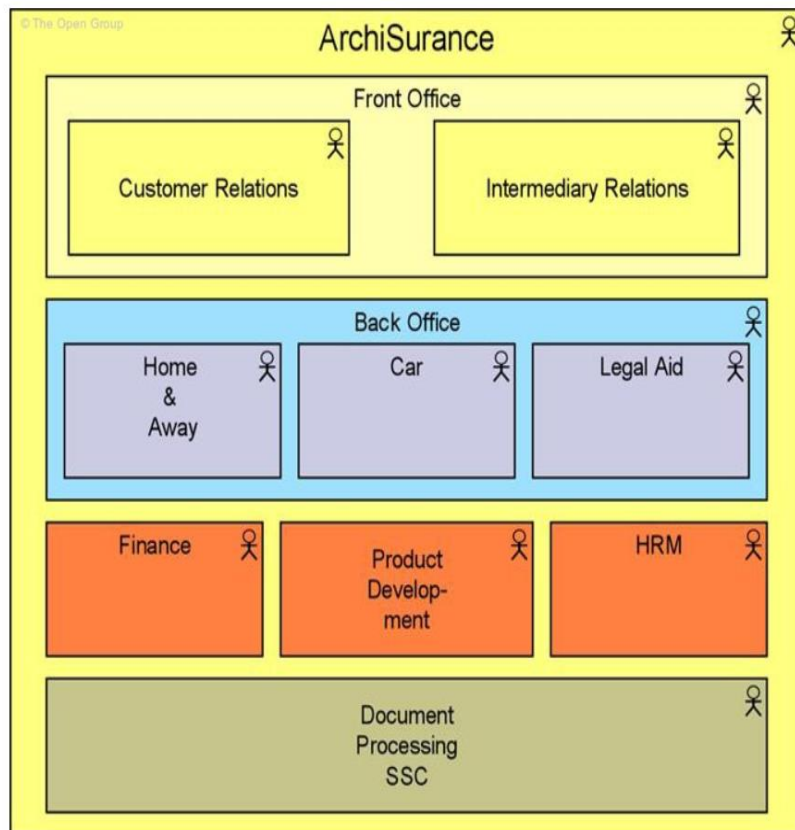 © The Open Group
ArchiSurance
Front Office
Customer Relations
Intermediary Relations
Back Office
Home
&
Away
Car
Legal Aid
Finance
Product
Develop-
ment
HRM
Document
Processing
SSC